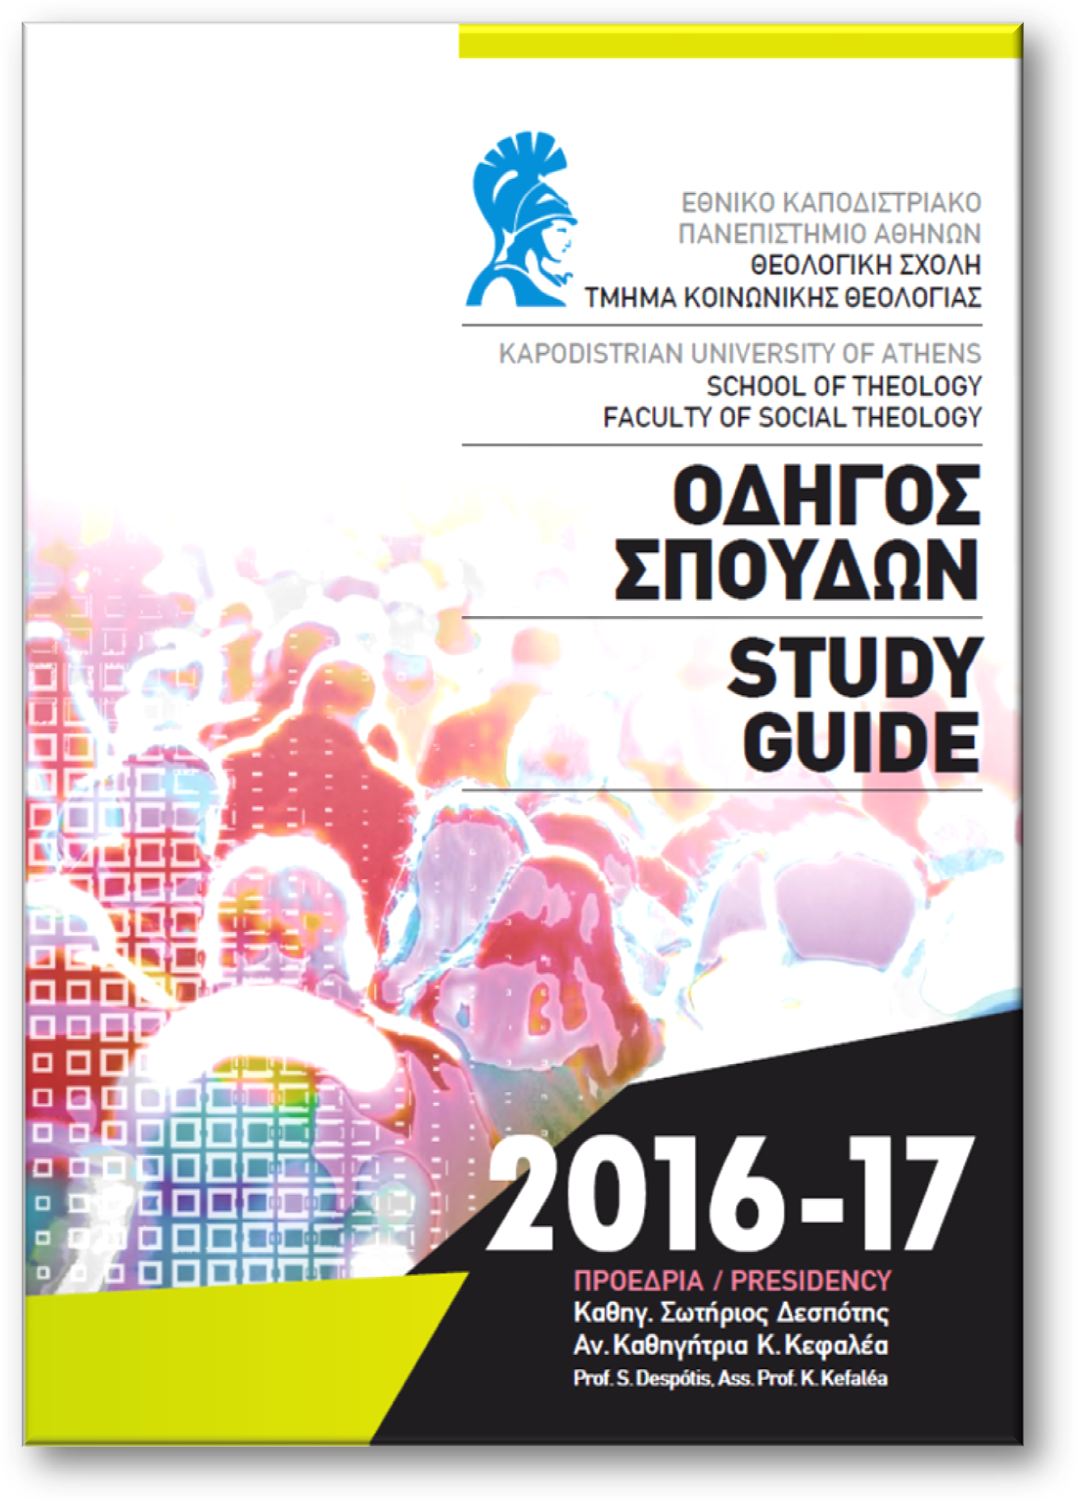 ΕΘΝΙΚΟ ΚΑΠΟΔΙΣΤΡΙΑΚΟ
ΠΑΝΕΠΙΣΤΗΜΙΟ ΑΘΗΝΩΝ
ΘΕΟΛΟΓΙΚΗ ΣΧΟΛΗ
ΤΜΗΜΑ ΚΟΙΝΩΝΙΚΗΣ ΘΕΟΛΟΓΙΑΣ
KAPODISTRIAN UNIVERSITY OF ATHENS
SCHOOL OF THEOLOGY
FACULTY OF SOCIAL THEOLOGY
ΟΔΗΓΟΣ
ΣΠΟΥΔΩΝ
STUDY
GUIDE
2016-17
ΠΡΟΕΔΡΙΑ / PRESIDENCY
Καθηγ. Σωτήριος Δεσπότης
Αν. Καθηγήτρια Κ. Κεφαλέα
Prof. S. Despótis, Ass. Prof. K. Kefaléa